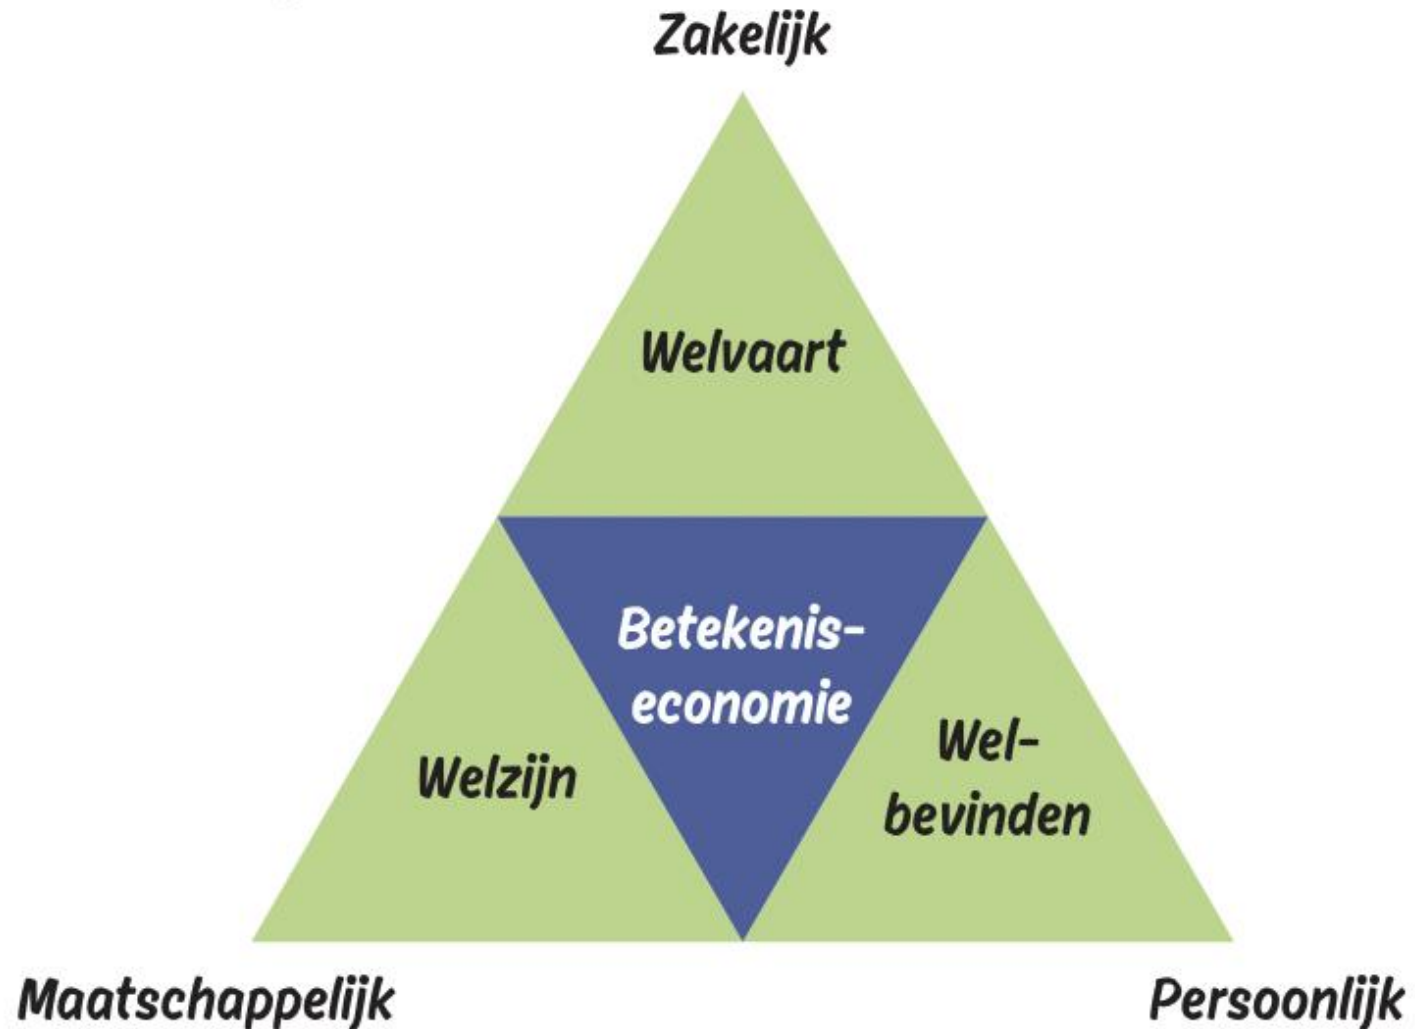 Zakelijk
Welvaart
Betekenis-
economie
Welzijn
Wel-
bevinden
Maatschappelijk
Persoonlijk